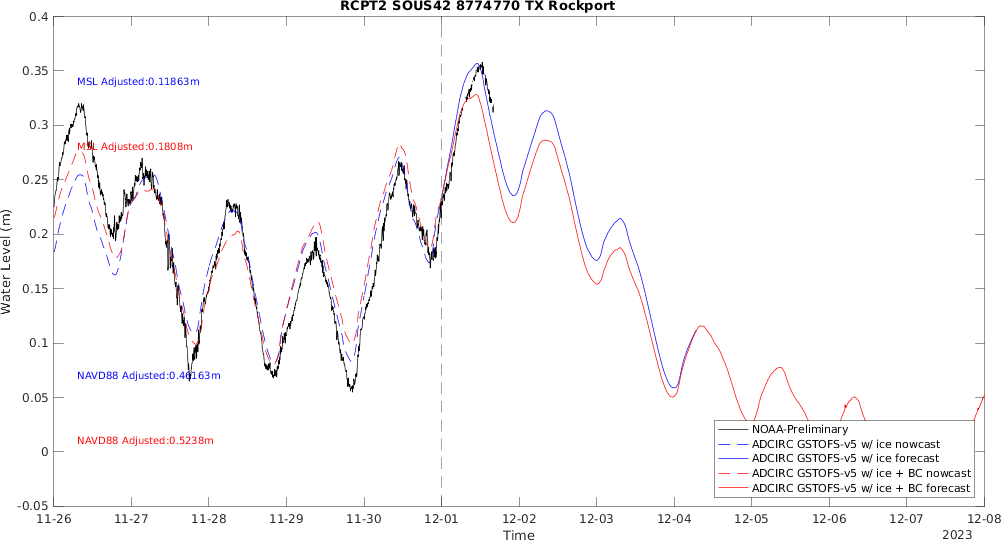 RCPT2 SOUS42 8774770 TX Rockport
0.4
0.35
0.3
0.25
0.2
0.15
0.1
0.05
0
-0.05
Water Level (m)
MSL Adjusted:0.11863m
MSL Adjusted:0.1808m
NAVD88 Adjusted:0.46163m
NAVD88 Adjusted:0.5238m
NOAA-Preliminary
ADCIRC GSTOFS-v5 w/ ice nowcast
ADCIRC GSTOFS-v5 w/ ice forecast
ADCIRC GSTOFS-v5 w/ ice + BC nowcast
ADCIRC GSTOFS-v5 w/ ice + BC forecast
11-26 11-27 11-28 11-29 11-30 12-01 12-02 12-03 12-04 12-05 12-06 12-07 12-08
Time
2023